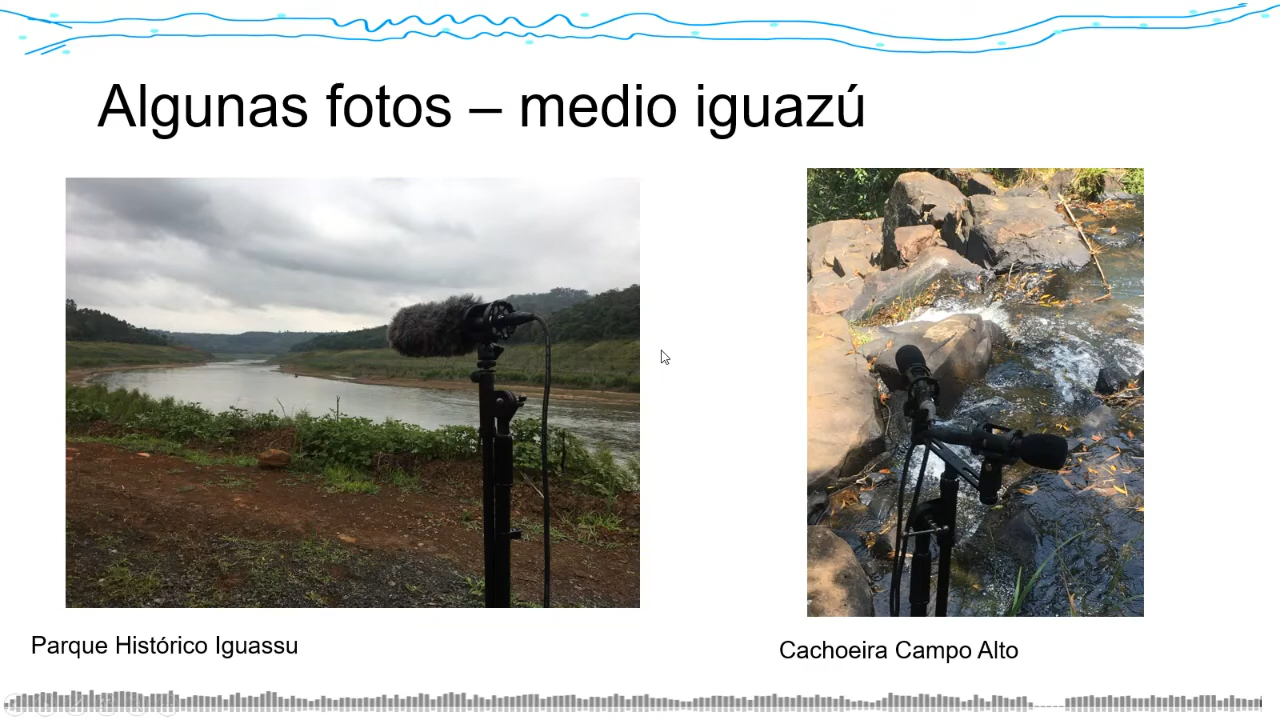 Algunas fotos – medio iguazú
Parque Histórico Iguassu
Cachoeira Campo Alto